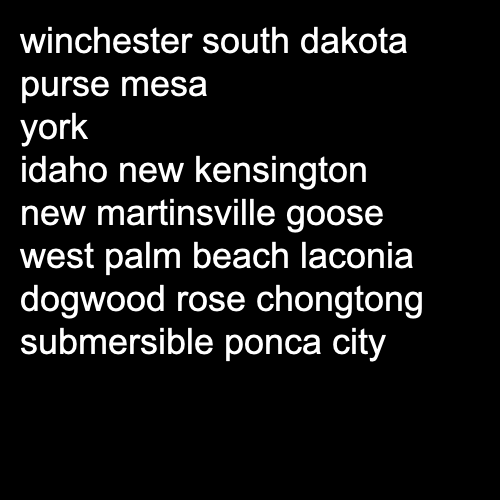 winchester south dakota
purse mesa
york
idaho new kensington
new martinsville goose
west palm beach laconia
dogwood rose chongtong
submersible ponca city